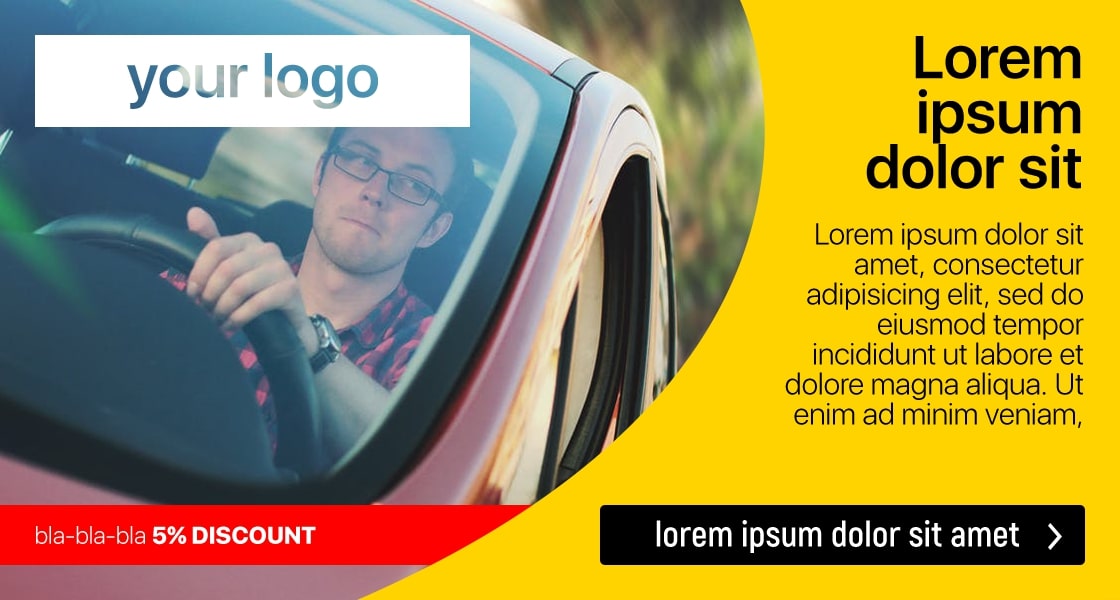 your logo
Lorem
ipsum
dolor sit
Lorem ipsum dolor sit
amet, consectetur
adipisicing elit, sed do
eiusmod tempor
incididunt ut labore et
dolore magna aliqua. Ut
enim ad minim veniam,
bla-bla-bla 5% DISCOUNT
lorem ipsum dolor sit amet